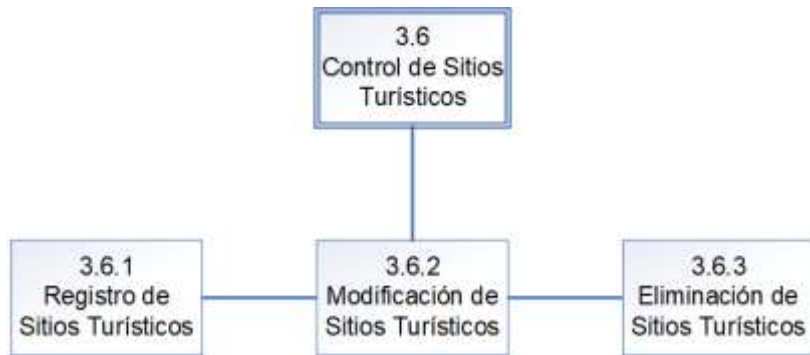 3.6
Control de Sitios
Turísticos
3.6.1
Registro de
Sitios Turísticos
3.6.2
Modificación de
Sitios Turísticos
3.6.3
Eliminación de
Sitios Turísticos